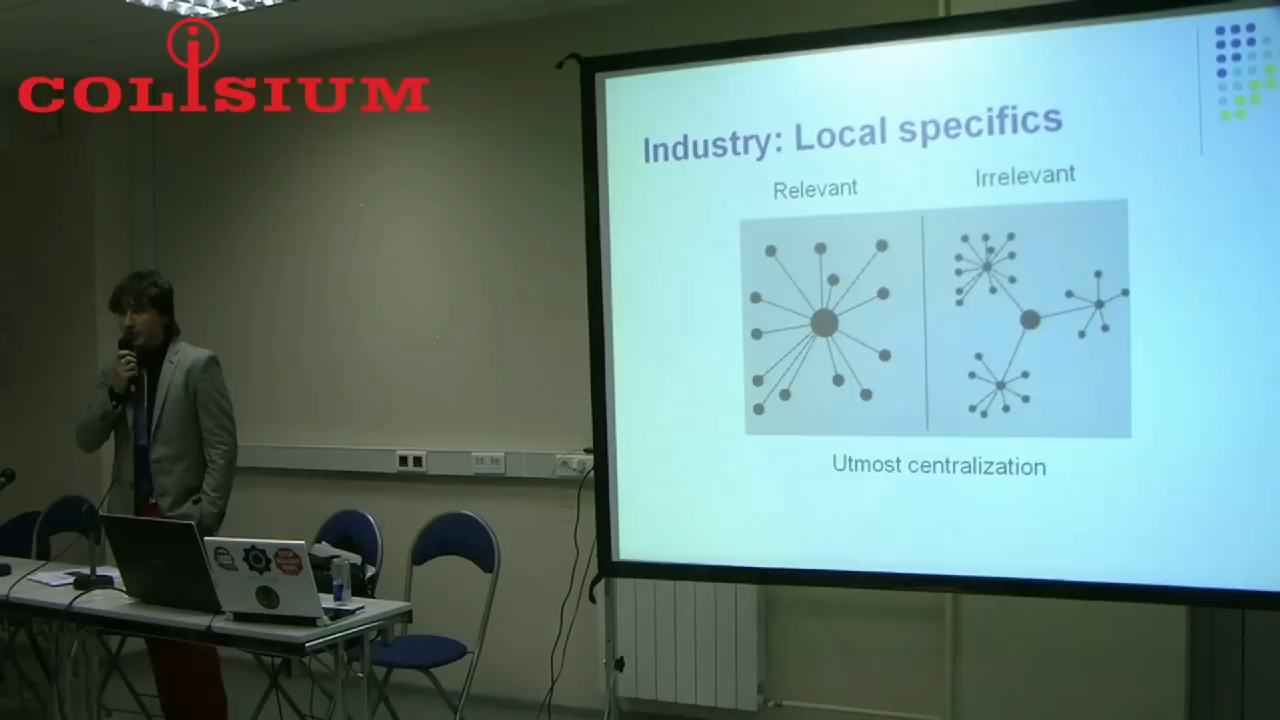 COLISIUM
Industry: Local specifics
Relevant
Irrelevant
Utmost centralization